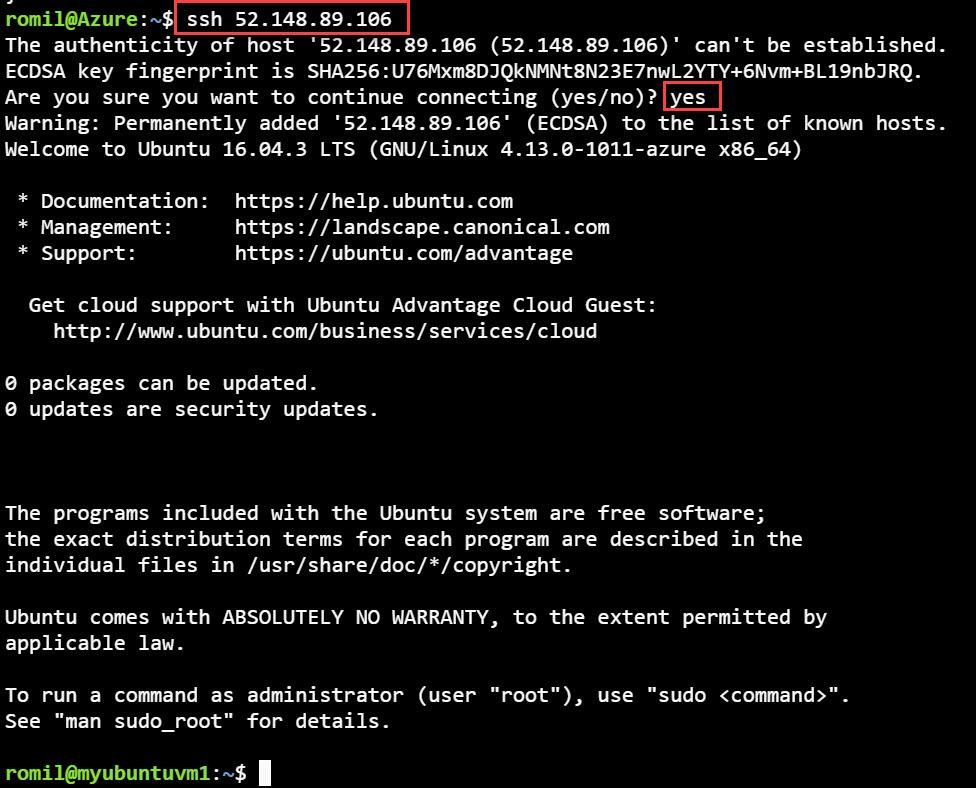 romil@Azure:~$ ssh 52.148.89.106
The authenticity of host '52.148.89.106 (52.148.89.106)' can't be established.
ECDSA key fingerprint is SHA256:U76Mxm8DJQkNMNt8N23E7nwL2YTY+6Nvm+BL19nbJRQ.
Are you sure you want to continue connecting (yes/no)? yes
Warning: Permanently added '52.148.89.106' (ECDSA) to the list of known hosts.
Welcome to Ubuntu 16.04.3 LTS (GNU/Linux 4.13.0-1011-azure x86_64)

 * Documentation:  https://help.ubuntu.com
 * Management:     https://landscape.canonical.com
 * Support:        https://ubuntu.com/advantage

  Get cloud support with Ubuntu Advantage Cloud Guest:
    http://www.ubuntu.com/business/services/cloud

0 packages can be updated.
0 updates are security updates.

The programs included with the Ubuntu system are free software;
the exact distribution terms for each program are described in the
individual files in /usr/share/doc/*/copyright.

Ubuntu comes with ABSOLUTELY NO WARRANTY, to the extent permitted by
applicable law.

To run a command as administrator (user "root"), use "sudo <command>".
See "man sudo_root" for details.

romil@myubuntuvm1:~$